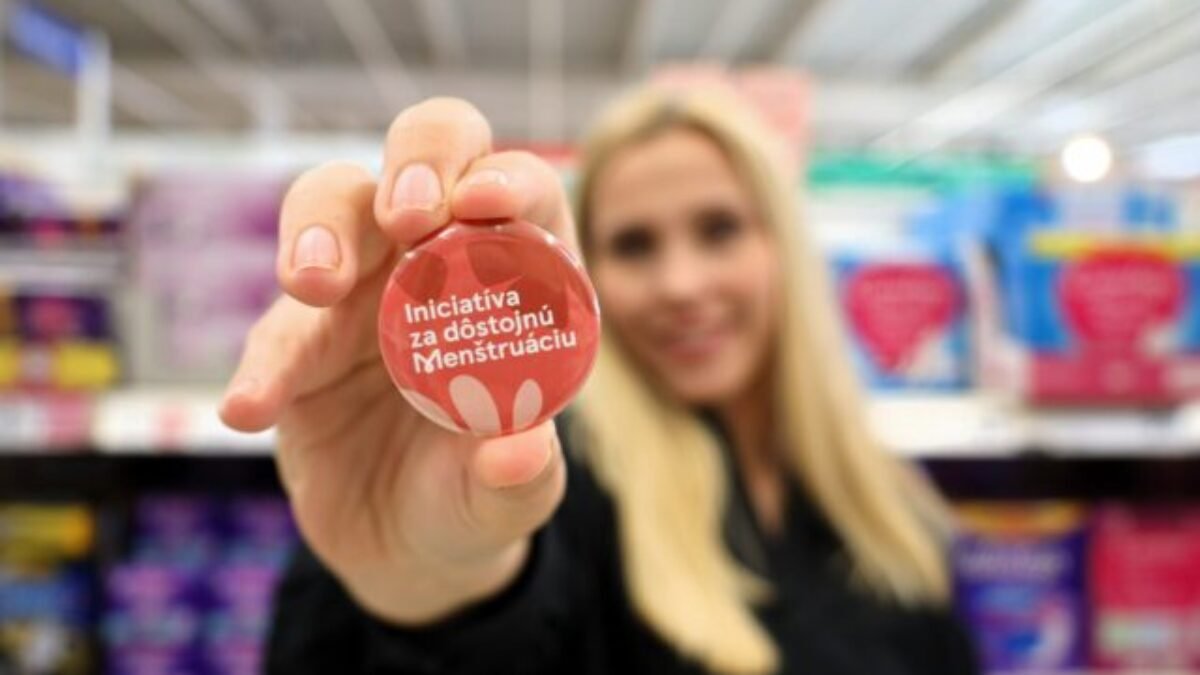 Iniciatíva
za dôstojnú
Menštruáciu